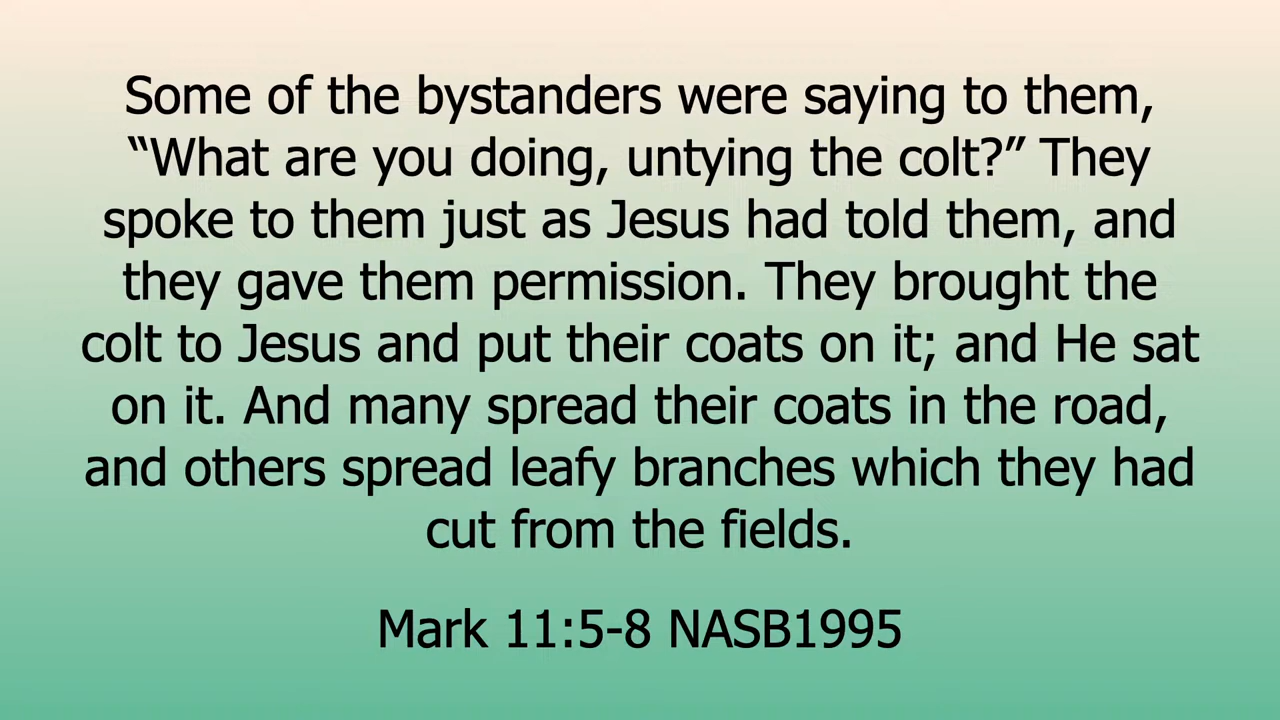 Some of the bystanders were saying to them,
“What are you doing, untying the colt?” They
spoke to them just as Jesus had told them, and
they gave them permission. They brought the
colt to Jesus and put their coats on it; and He sat
on it. And many spread their coats in the road,
and others spread leafy branches which they had
cut from the fields.
Mark 11:5-8 NASB1995